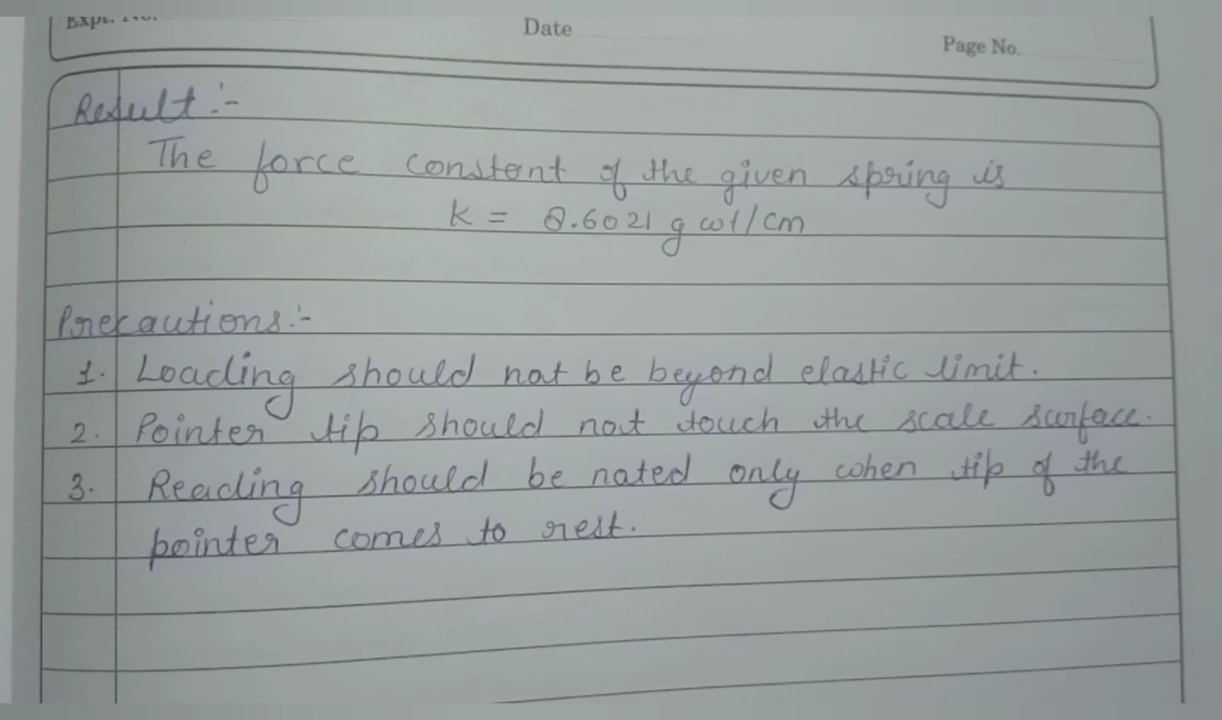 Date
Page No.
Result :-
The force constant of the given spring is
K = 8.6021 g wt/cm
Precautions :-
1. Loading should not be beyond elastic limit.
2. Pointer tip should not touch the scale surface.
3. Reading should be noted only when tip of the
pointer comes to rest.